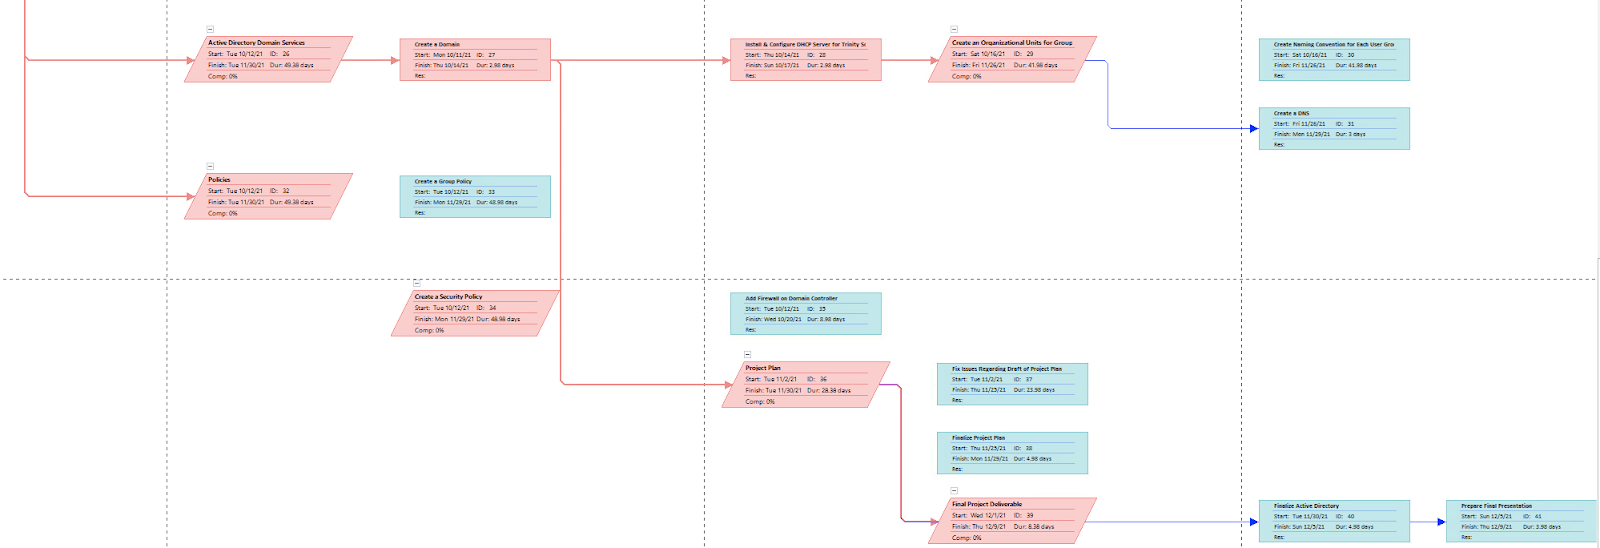 Active Directory Domain Services
Start: Tue 10/12/21 ID: 26
Finish: Tue 11/30/21 Dur: 49.38 days
Comp: 0%
Create a Domain
Start: Mon 10/11/21 ID: 27
Finish: Thu 10/14/21 Dur: 2.98 days
Res:
Install & Configure DHCP Server for Trinity Sc
Start: Thu 10/14/21 ID: 28
Finish: Sun 10/17/21 Dur: 2.98 days
Res:
Create an Organizational Units for Group
Start: Sat 10/16/21 ID: 29
Finish: Fri 11/26/21 Dur: 41.98 days
Comp: 0%
Create Naming Convention for Each User Gro
Start: Sat 10/16/21 ID: 30
Finish: Fri 11/26/21 Dur: 41.98 days
Res:
Create a DNS
Start: Fri 11/26/21 ID: 31
Finish: Mon 11/29/21 Dur: 3 days
Res:
Policies
Start: Tue 10/12/21 ID: 32
Finish: Tue 11/30/21 Dur: 49.38 days
Comp: 0%
Create a Group Policy
Start: Tue 10/12/21 ID: 33
Finish: Mon 11/29/21 Dur: 48.98 days
Res:
Create a Security Policy
Start: Tue 10/12/21 ID: 34
Finish: Mon 11/29/21 Dur: 48.98 days
Comp: 0%
Add Firewall on Domain Controller
Start: Tue 10/12/21 ID: 35
Finish: Wed 10/20/21 Dur: 8.98 days
Res:
Project Plan
Start: Tue 11/2/21 ID: 36
Finish: Tue 11/30/21 Dur: 28.38 days
Comp: 0%
Fix Issues Regarding Draft of Project Plan
Start: Tue 11/2/21 ID: 37
Finish: Thu 11/25/21 Dur: 23.98 days
Res:
Finalize Project Plan
Start: Thu 11/25/21 ID: 38
Finish: Mon 11/29/21 Dur: 4.98 days
Res:
Final Project Deliverable
Start: Wed 12/1/21 ID: 39
Finish: Thu 12/9/21 Dur: 8.38 days
Comp: 0%
Finalize Active Directory
Start: Tue 11/30/21 ID: 40
Finish: Sun 12/5/21 Dur: 4.98 days
Res:
Prepare Final Presentation
Start: Sun 12/5/21 ID: 41
Finish: Thu 12/9/21 Dur: 3.98 days
Res: